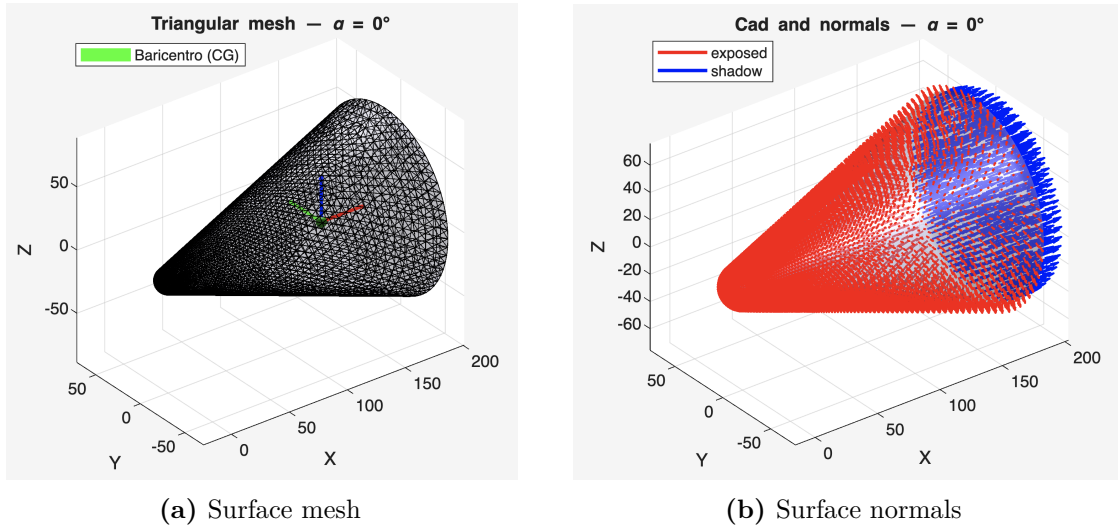 Triangular mesh — α = 0°
Baricentro (CG)
50
0
-50
Z
50
0
-50
Y
0
50
100
150
200
X
(a) Surface mesh
Cad and normals — α = 0°
exposed
shadow
60
40
20
0
-20
-40
-60
Z
50
0
-50
Y
0
50
100
150
200
X
(b) Surface normals